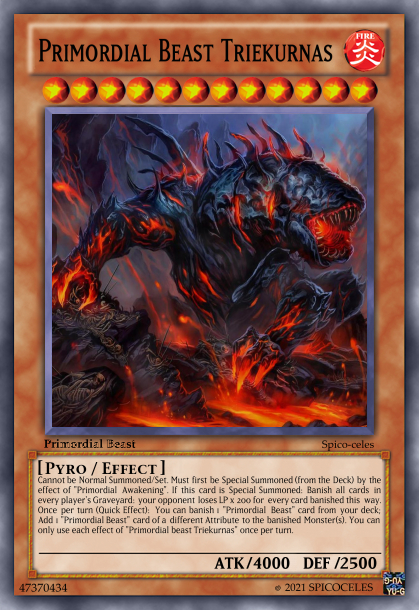 PRIMORDIAL BEAST TRIEKURNAS
FIRE
炎
Primordial Beast
Spico-celes
[PYRO / EFFECT]
Cannot be Normal Summoned/Set. Must first be Special Summoned (from the Deck) by the
effect of "Primordial Awakening". If this card is Special Summoned: Banish all cards in
every player's Graveyard: your opponent loses LP x 200 for every card banished this way.
Once per turn (Quick Effect): You can banish 1 "Primordial Beast" card from your deck;
Add 1 "Primordial Beast" card of a different Attribute to the banished Monster(s). You can
only use each effect of "Primordial beast Triekurnas" once per turn.
ATK/4000 DEF/2500
47370434
© 2021 SPICOCELES
YU-G